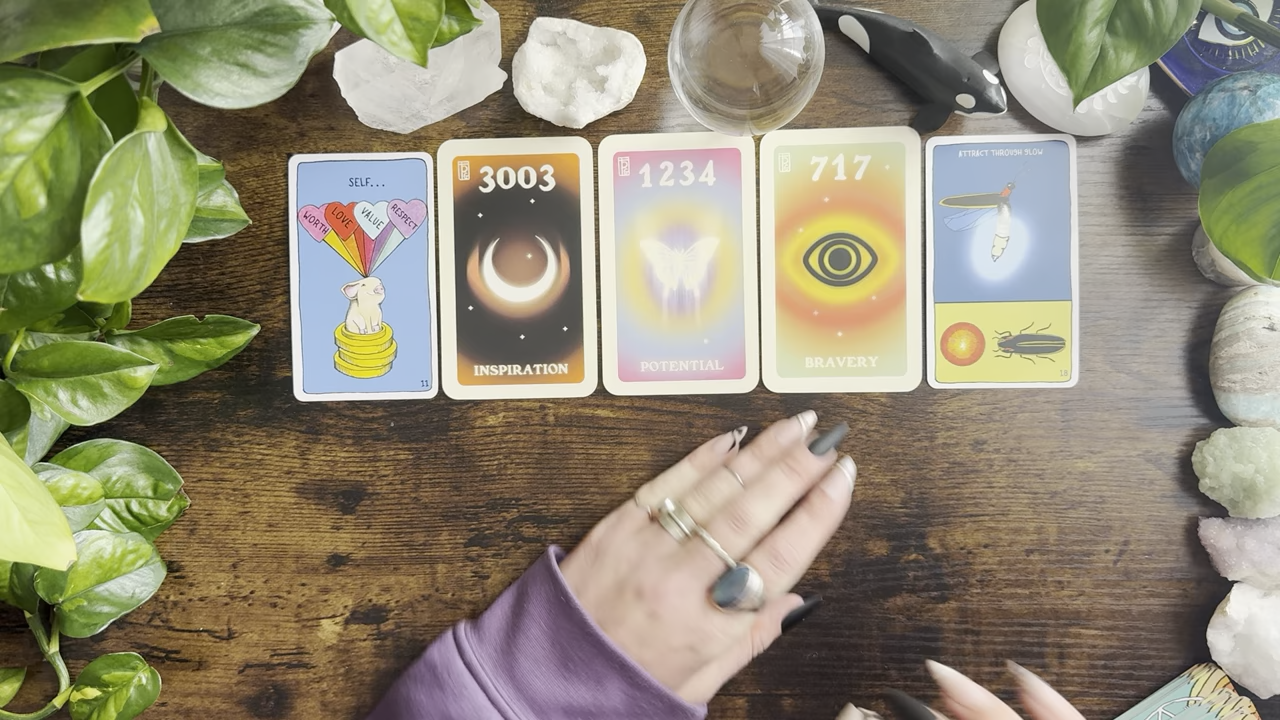 SELF...
WORTH
LOVE
VALUE
RESPECT
11
3003
INSPIRATION
1234
POTENTIAL
717
BRAVERY
ATTRACT THROUGH GLOW
18